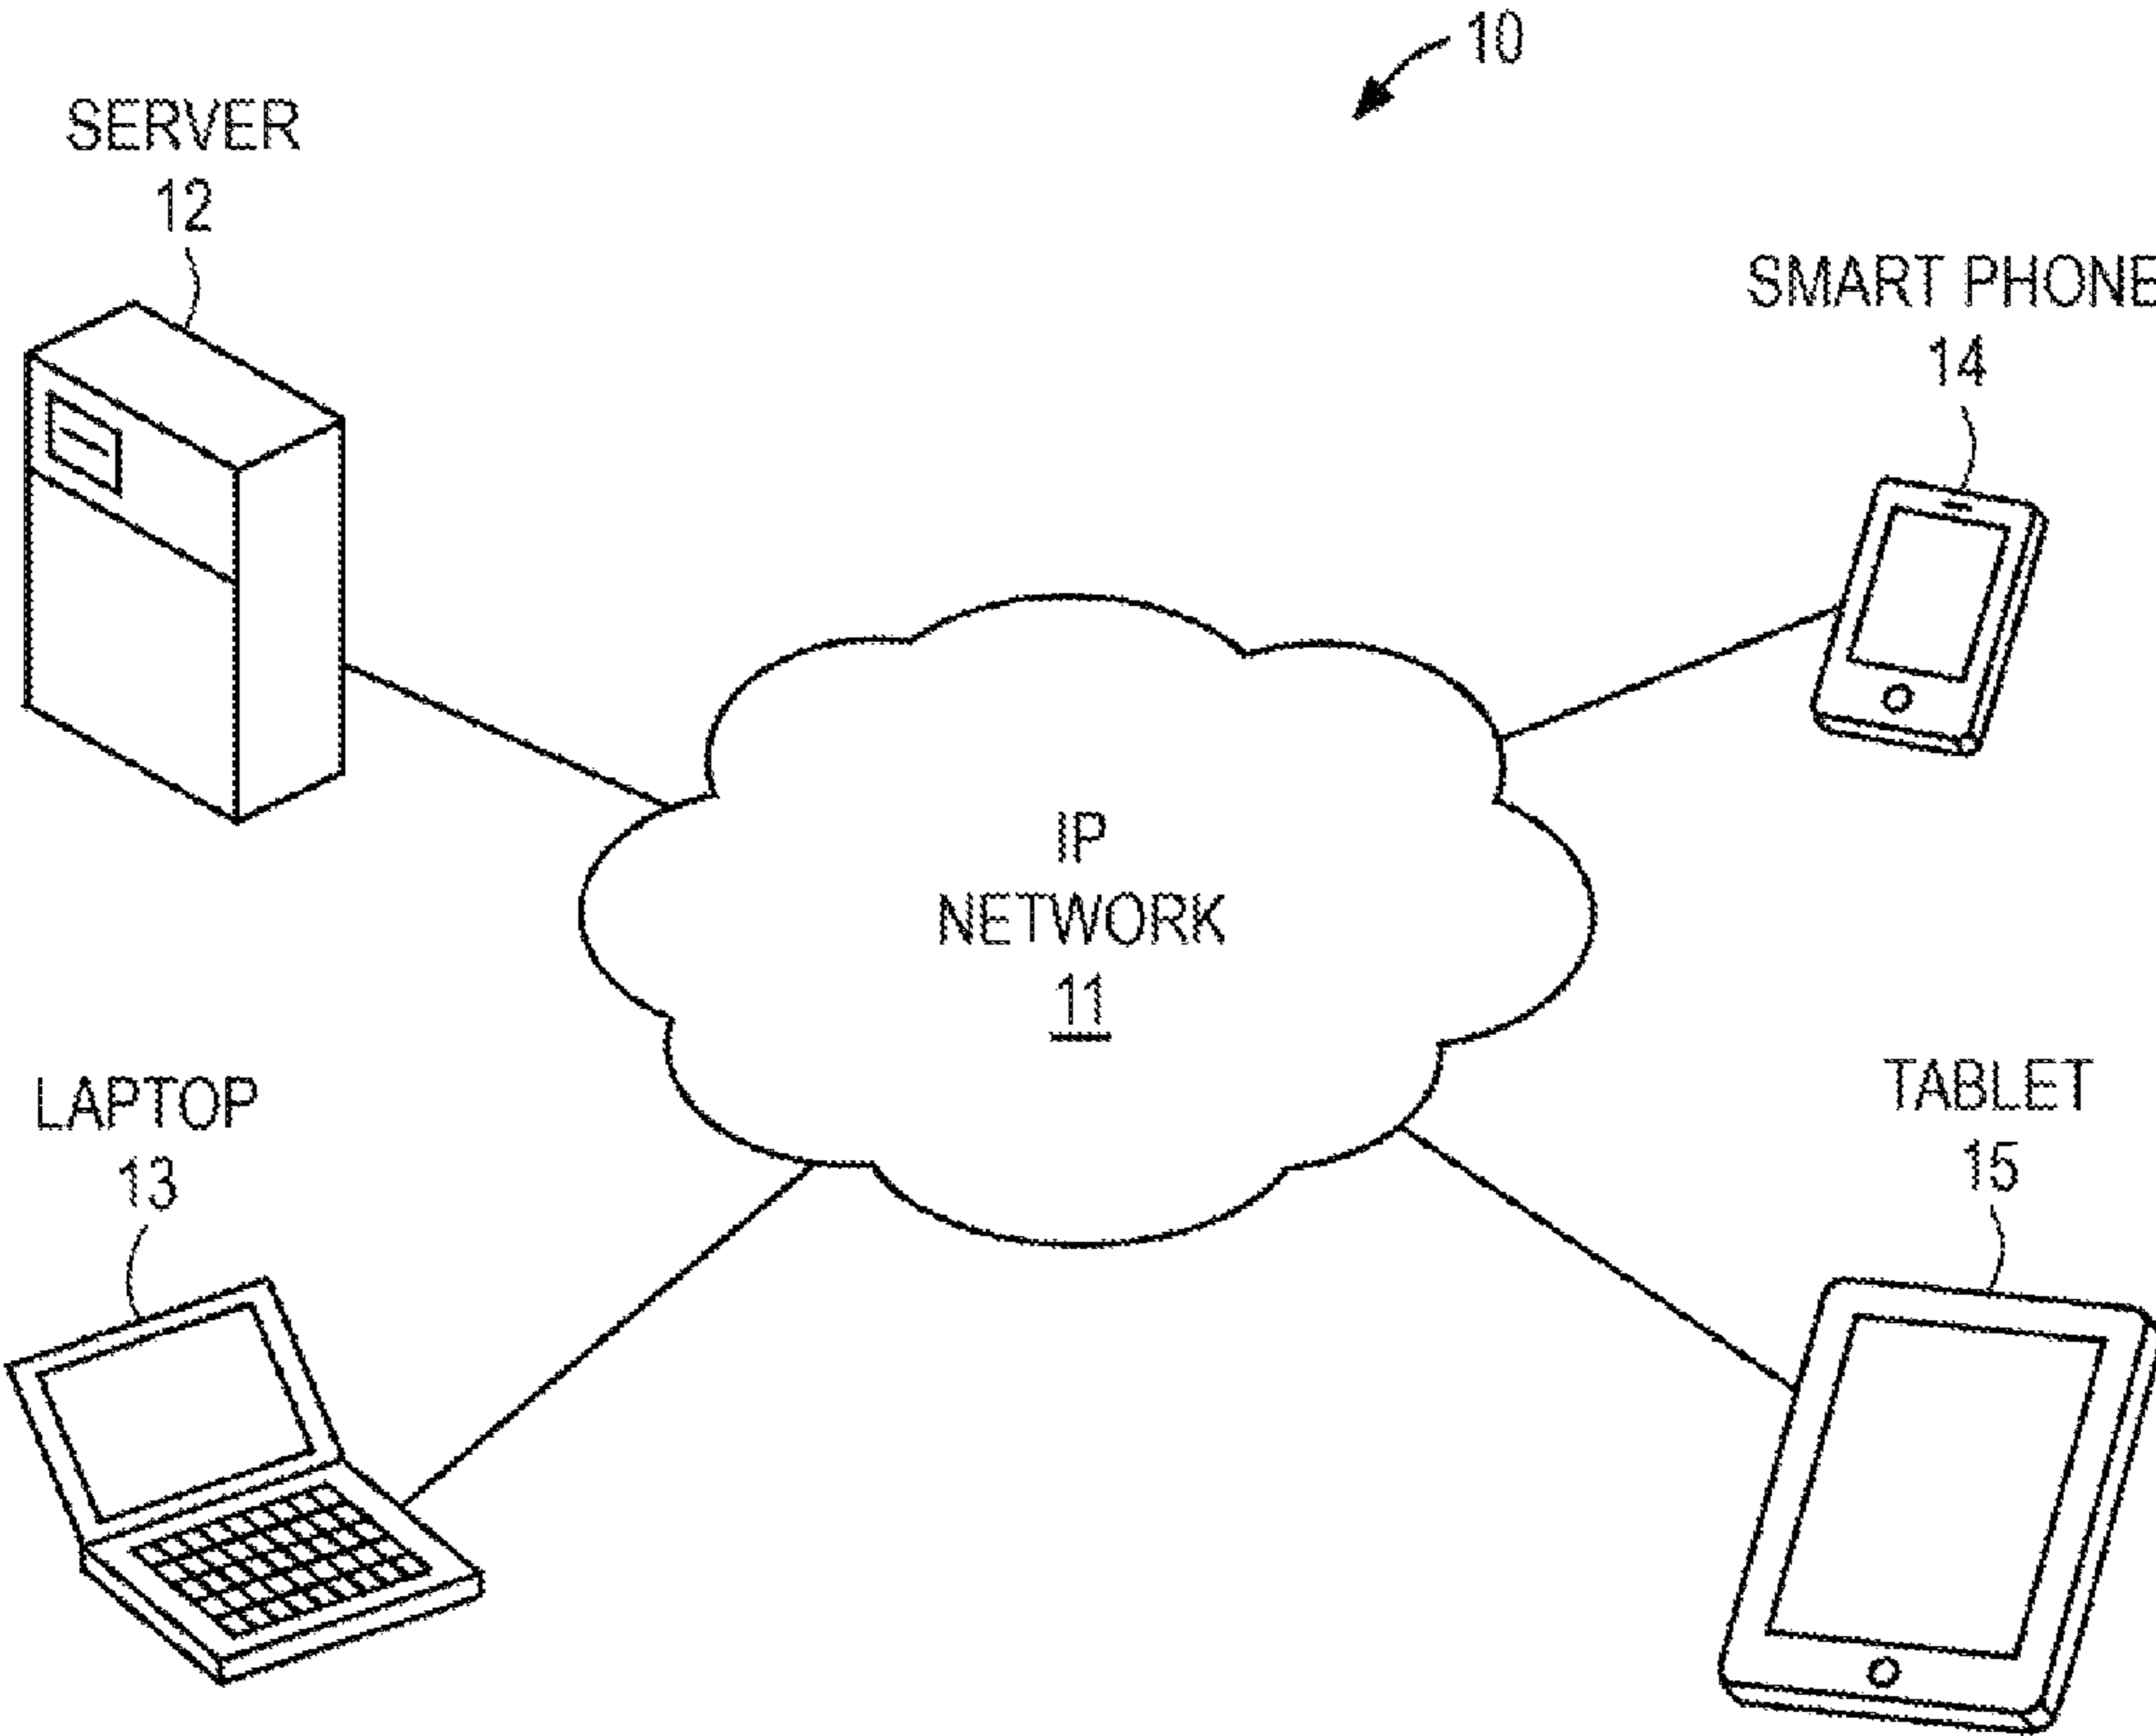 10
SERVER
12
SMART PHONE
14
IP
NETWORK
11
LAPTOP
13
TABLET
15